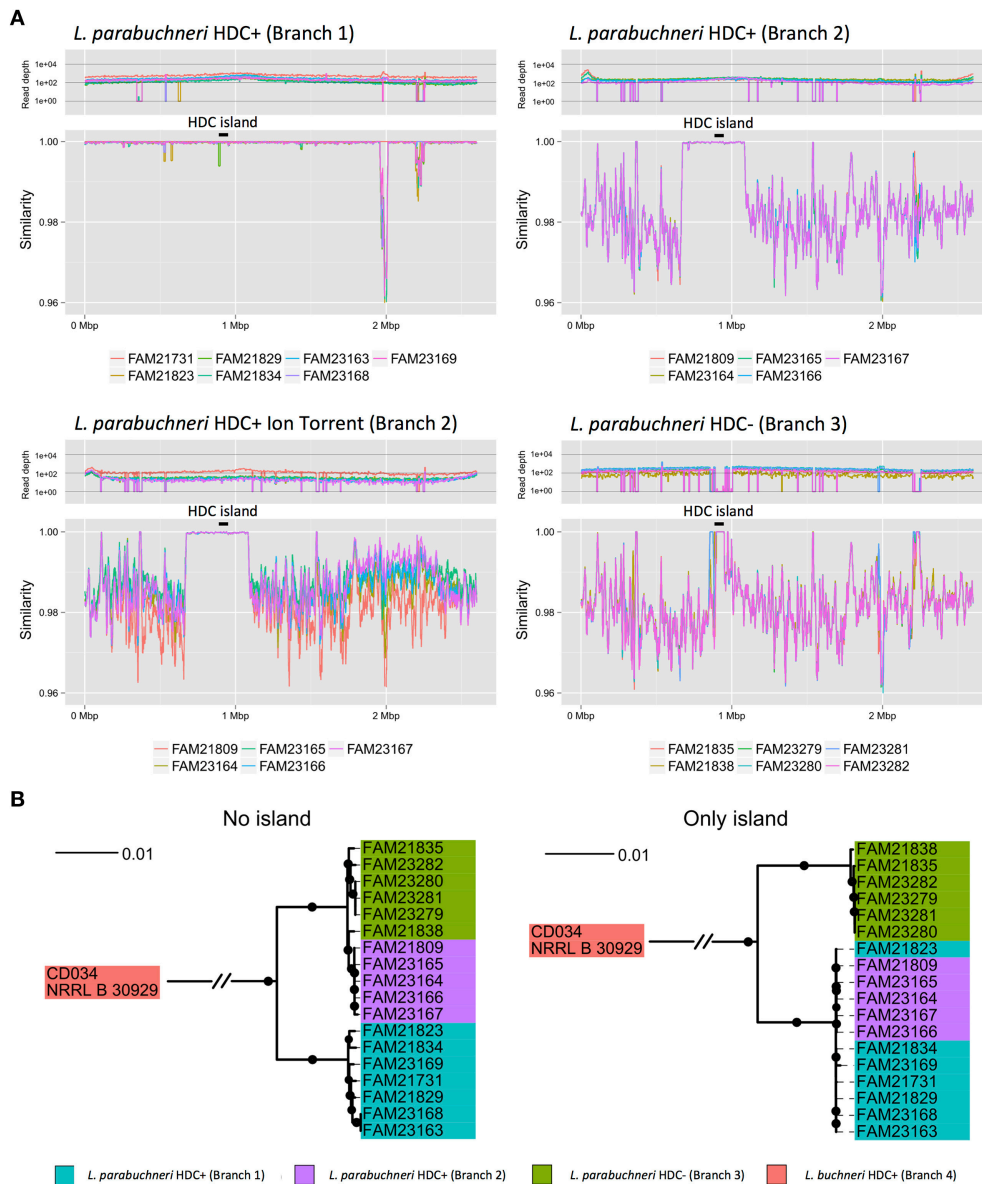 A
L. parabuchneri HDC+ (Branch 1)
Read depth
1e+04
1e+02
1e+00
HDC island
Similarity
1.00
0.98
0.96
0 Mbp
1 Mbp
2 Mbp
FAM21731 FAM21829 FAM23163 FAM23169
FAM21823 FAM21834 FAM23168
L. parabuchneri HDC+ (Branch 2)
Read depth
1e+04
1e+02
1e+00
HDC island
Similarity
1.00
0.98
0.96
0 Mbp
1 Mbp
2 Mbp
FAM21809 FAM23165 FAM23167
FAM23164 FAM23166
L. parabuchneri HDC+ Ion Torrent (Branch 2)
Read depth
1e+04
1e+02
1e+00
HDC island
Similarity
1.00
0.98
0.96
0 Mbp
1 Mbp
2 Mbp
FAM21809 FAM23165 FAM23167
FAM23164 FAM23166
L. parabuchneri HDC- (Branch 3)
Read depth
1e+04
1e+02
1e+00
HDC island
Similarity
1.00
0.98
0.96
0 Mbp
1 Mbp
2 Mbp
FAM21835 FAM23279 FAM23281
FAM21838 FAM23280 FAM23282
B
No island
0.01
CD034
NRRL B 30929
FAM21835
FAM23282
FAM23280
FAM23281
FAM23279
FAM21838
FAM21809
FAM23165
FAM23164
FAM23166
FAM23167
FAM21823
FAM21834
FAM23169
FAM21731
FAM21829
FAM23168
FAM23163
Only island
0.01
CD034
NRRL B 30929
FAM21838
FAM21835
FAM23282
FAM23279
FAM23281
FAM23280
FAM21823
FAM21809
FAM23165
FAM23164
FAM23167
FAM23166
FAM21834
FAM23169
FAM21731
FAM21829
FAM23168
FAM23163
L. parabuchneri HDC+ (Branch 1)
L. parabuchneri HDC+ (Branch 2)
L. parabuchneri HDC- (Branch 3)
L. buchneri HDC+ (Branch 4)